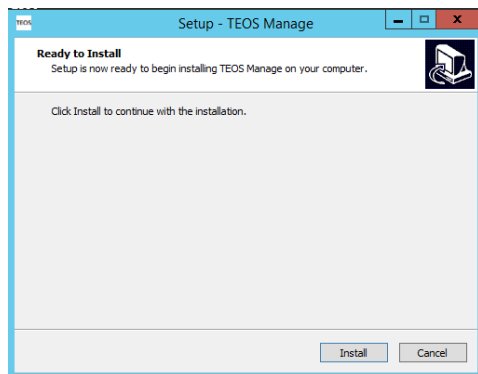 TEOS
Setup - TEOS Manage
Ready to Install
Setup is now ready to begin installing TEOS Manage on your computer.
Click Install to continue with the installation.
Install
Cancel